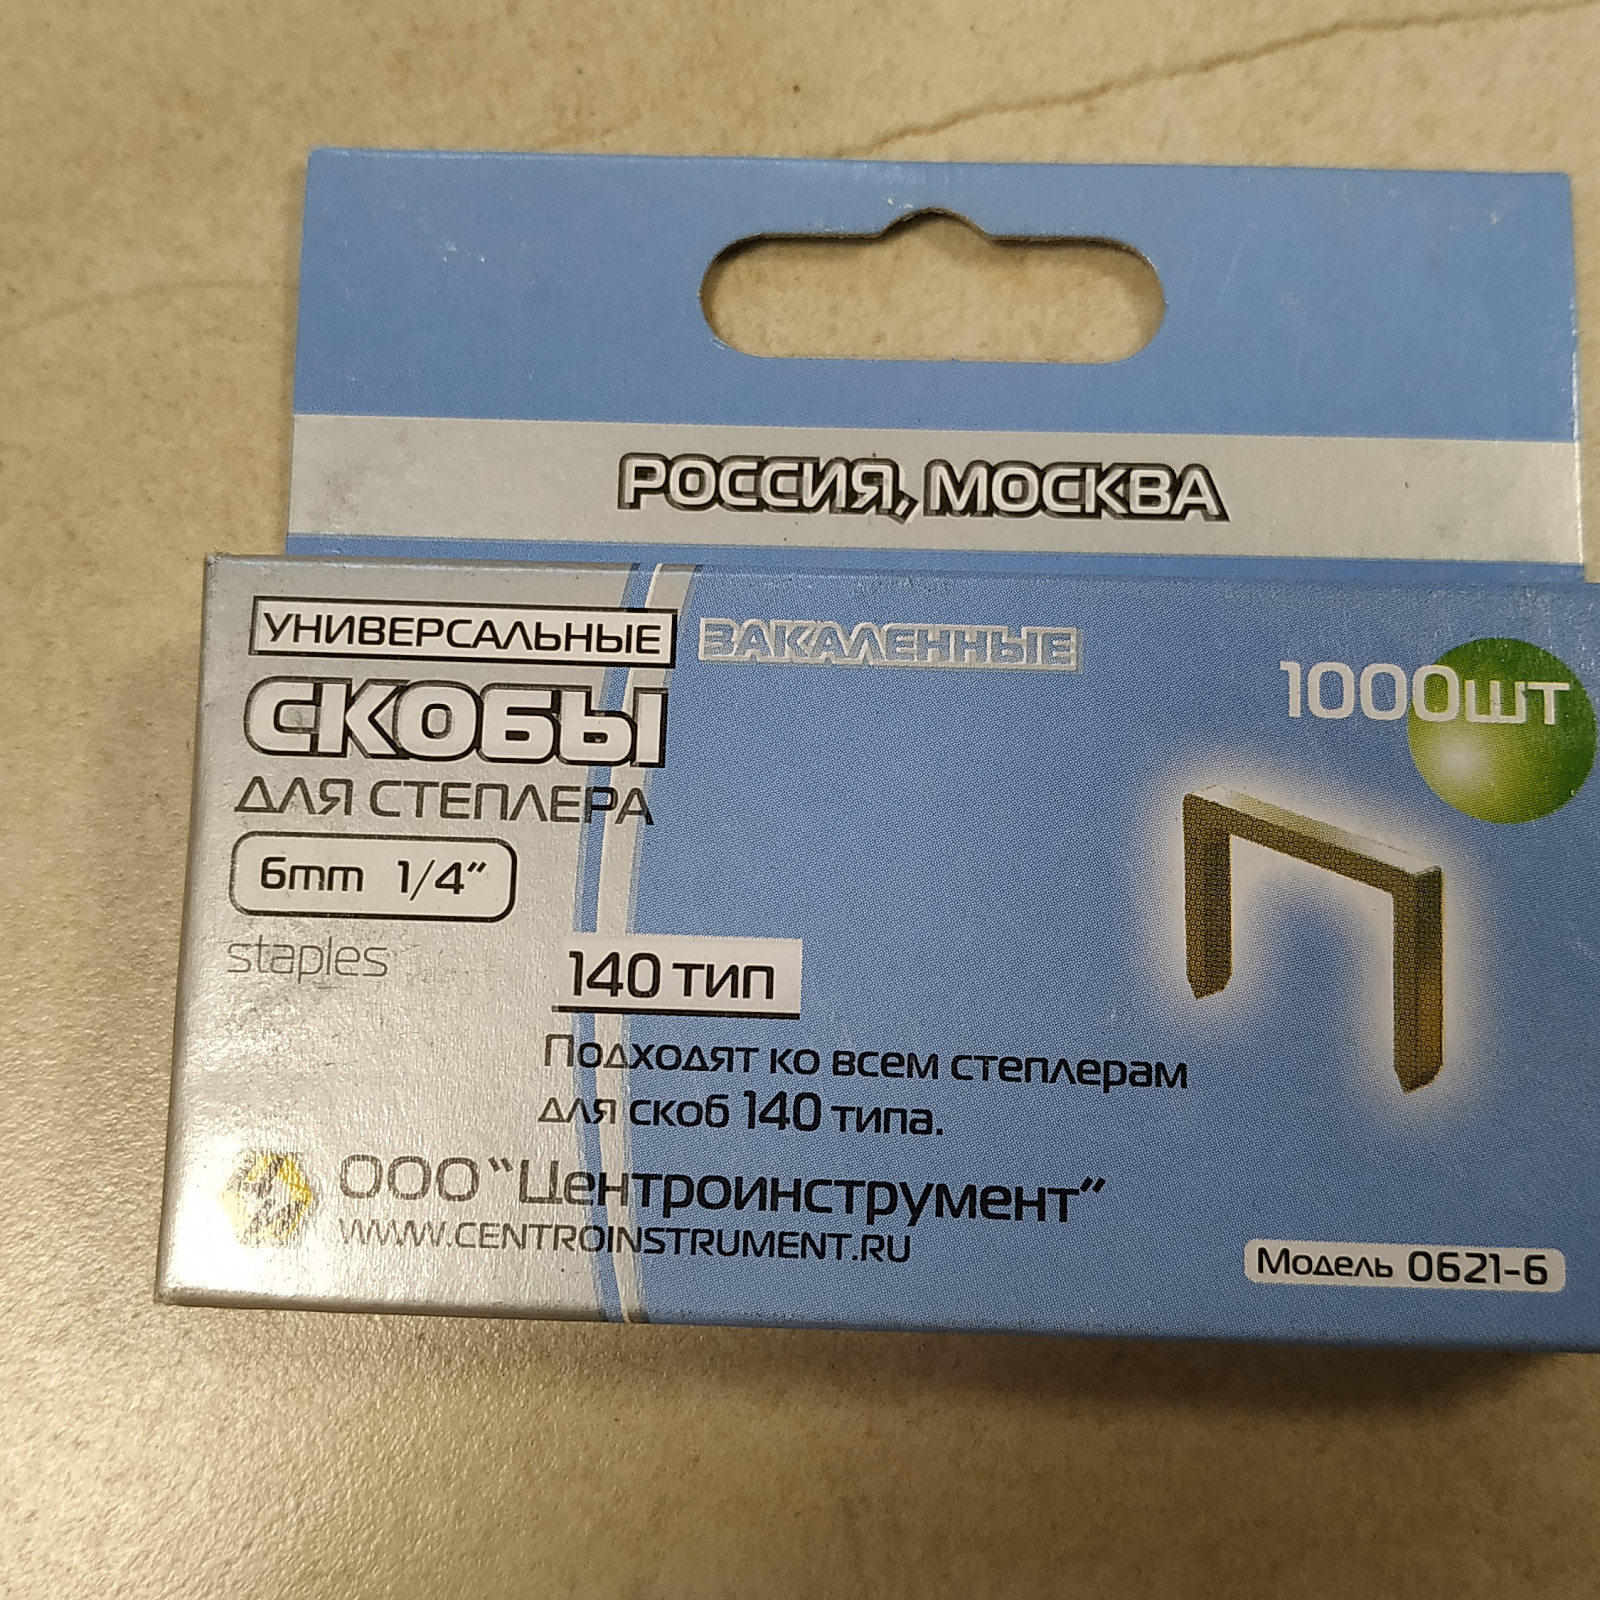 РОССИЯ, МОСКВА
УНИВЕРСАЛЬНЫЕ ЗАКАЛЕННЫЕ
1000шт
СКОБЫ
ДЛЯ СТЕПЛЕРА
6mm 1/4"
staples
140 тип
Подходят ко всем степлерам
для скоб 140 типа.
ООО "Центроинструмент"
WWW.CENTROINSTRUMENT.RU
Модель 0621-6